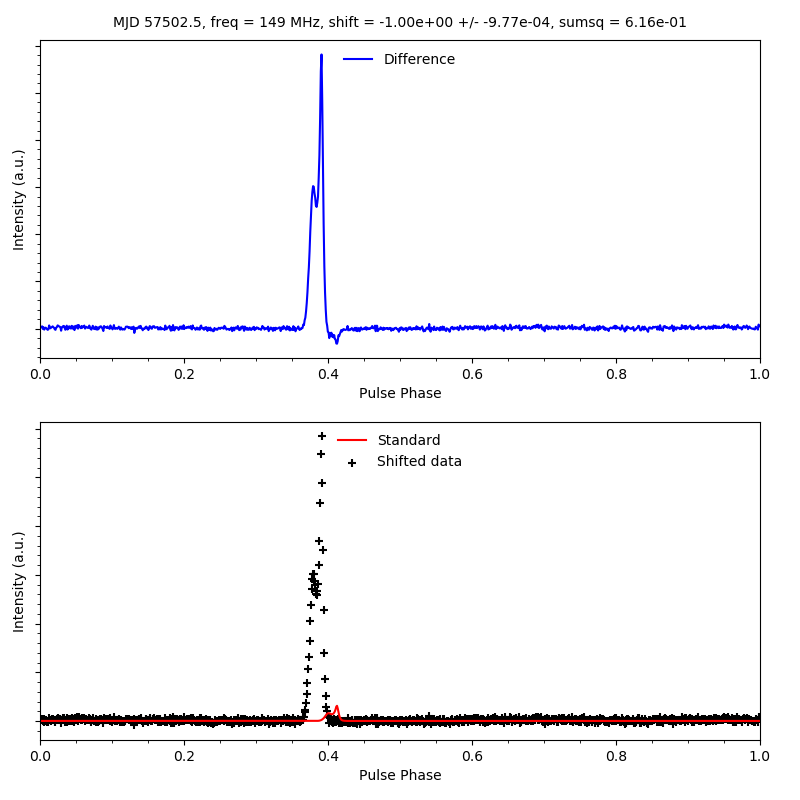 MJD 57502.5, freq = 149 MHz, shift = -1.00e+00 +/- -9.77e-04, sumsq = 6.16e-01
Difference
Intensity (a.u.)
0.0 0.2 0.4 0.6 0.8 1.0
Pulse Phase
Standard
Shifted data
Intensity (a.u.)
0.0 0.2 0.4 0.6 0.8 1.0
Pulse Phase